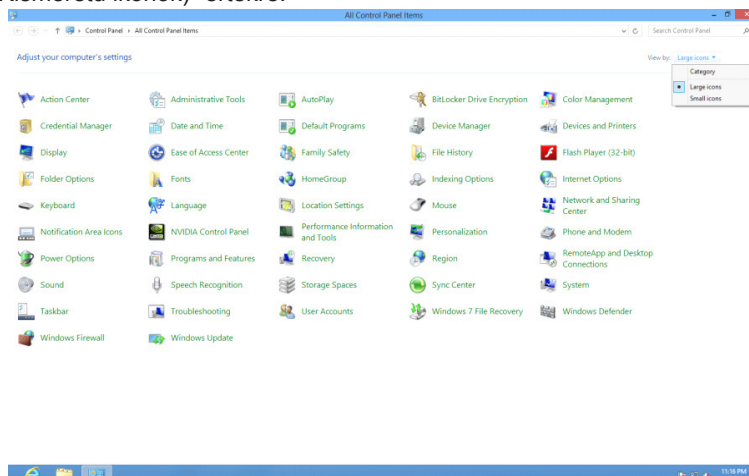 All Control Panel Items
Control Panel ▸ All Control Panel Items
Search Control Panel
Adjust your computer's settings
View by: Large icons
Category
Large icons
Small icons
Action Center
Administrative Tools
AutoPlay
BitLocker Drive Encryption
Color Management
Credential Manager
Date and Time
Default Programs
Device Manager
Devices and Printers
Display
Ease of Access Center
Family Safety
File History
Flash Player (32-bit)
Folder Options
Fonts
HomeGroup
Indexing Options
Internet Options
Keyboard
Language
Location Settings
Mouse
Network and Sharing
Center
Notification Area Icons
NVIDIA Control Panel
Performance Information
and Tools
Personalization
Phone and Modem
Power Options
Programs and Features
Recovery
Region
RemoteApp and Desktop
Connections
Sound
Speech Recognition
Storage Spaces
Sync Center
System
Taskbar
Troubleshooting
User Accounts
Windows 7 File Recovery
Windows Defender
Windows Firewall
Windows Update
11:16 PM